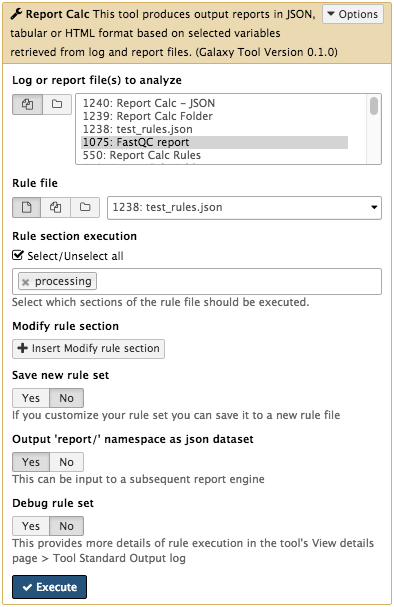 Report Calc This tool produces output reports in JSON, Options
tabular or HTML format based on selected variables
retrieved from log and report files. (Galaxy Tool Version 0.1.0)
Log or report file(s) to analyze
1240: Report Calc - JSON
1239: Report Calc Folder
1238: test_rules.json
1075: FastQC report
550: Report Calc Rules
Rule file
1238: test_rules.json
Rule section execution
Select/Unselect all
processing
Select which sections of the rule file should be executed.
Modify rule section
Insert Modify rule section
Save new rule set
Yes No
If you customize your rule set you can save it to a new rule file
Output 'report/' namespace as json dataset
Yes No
This can be input to a subsequent report engine
Debug rule set
Yes No
This provides more details of rule execution in the tool's View details
page > Tool Standard Output log
Execute